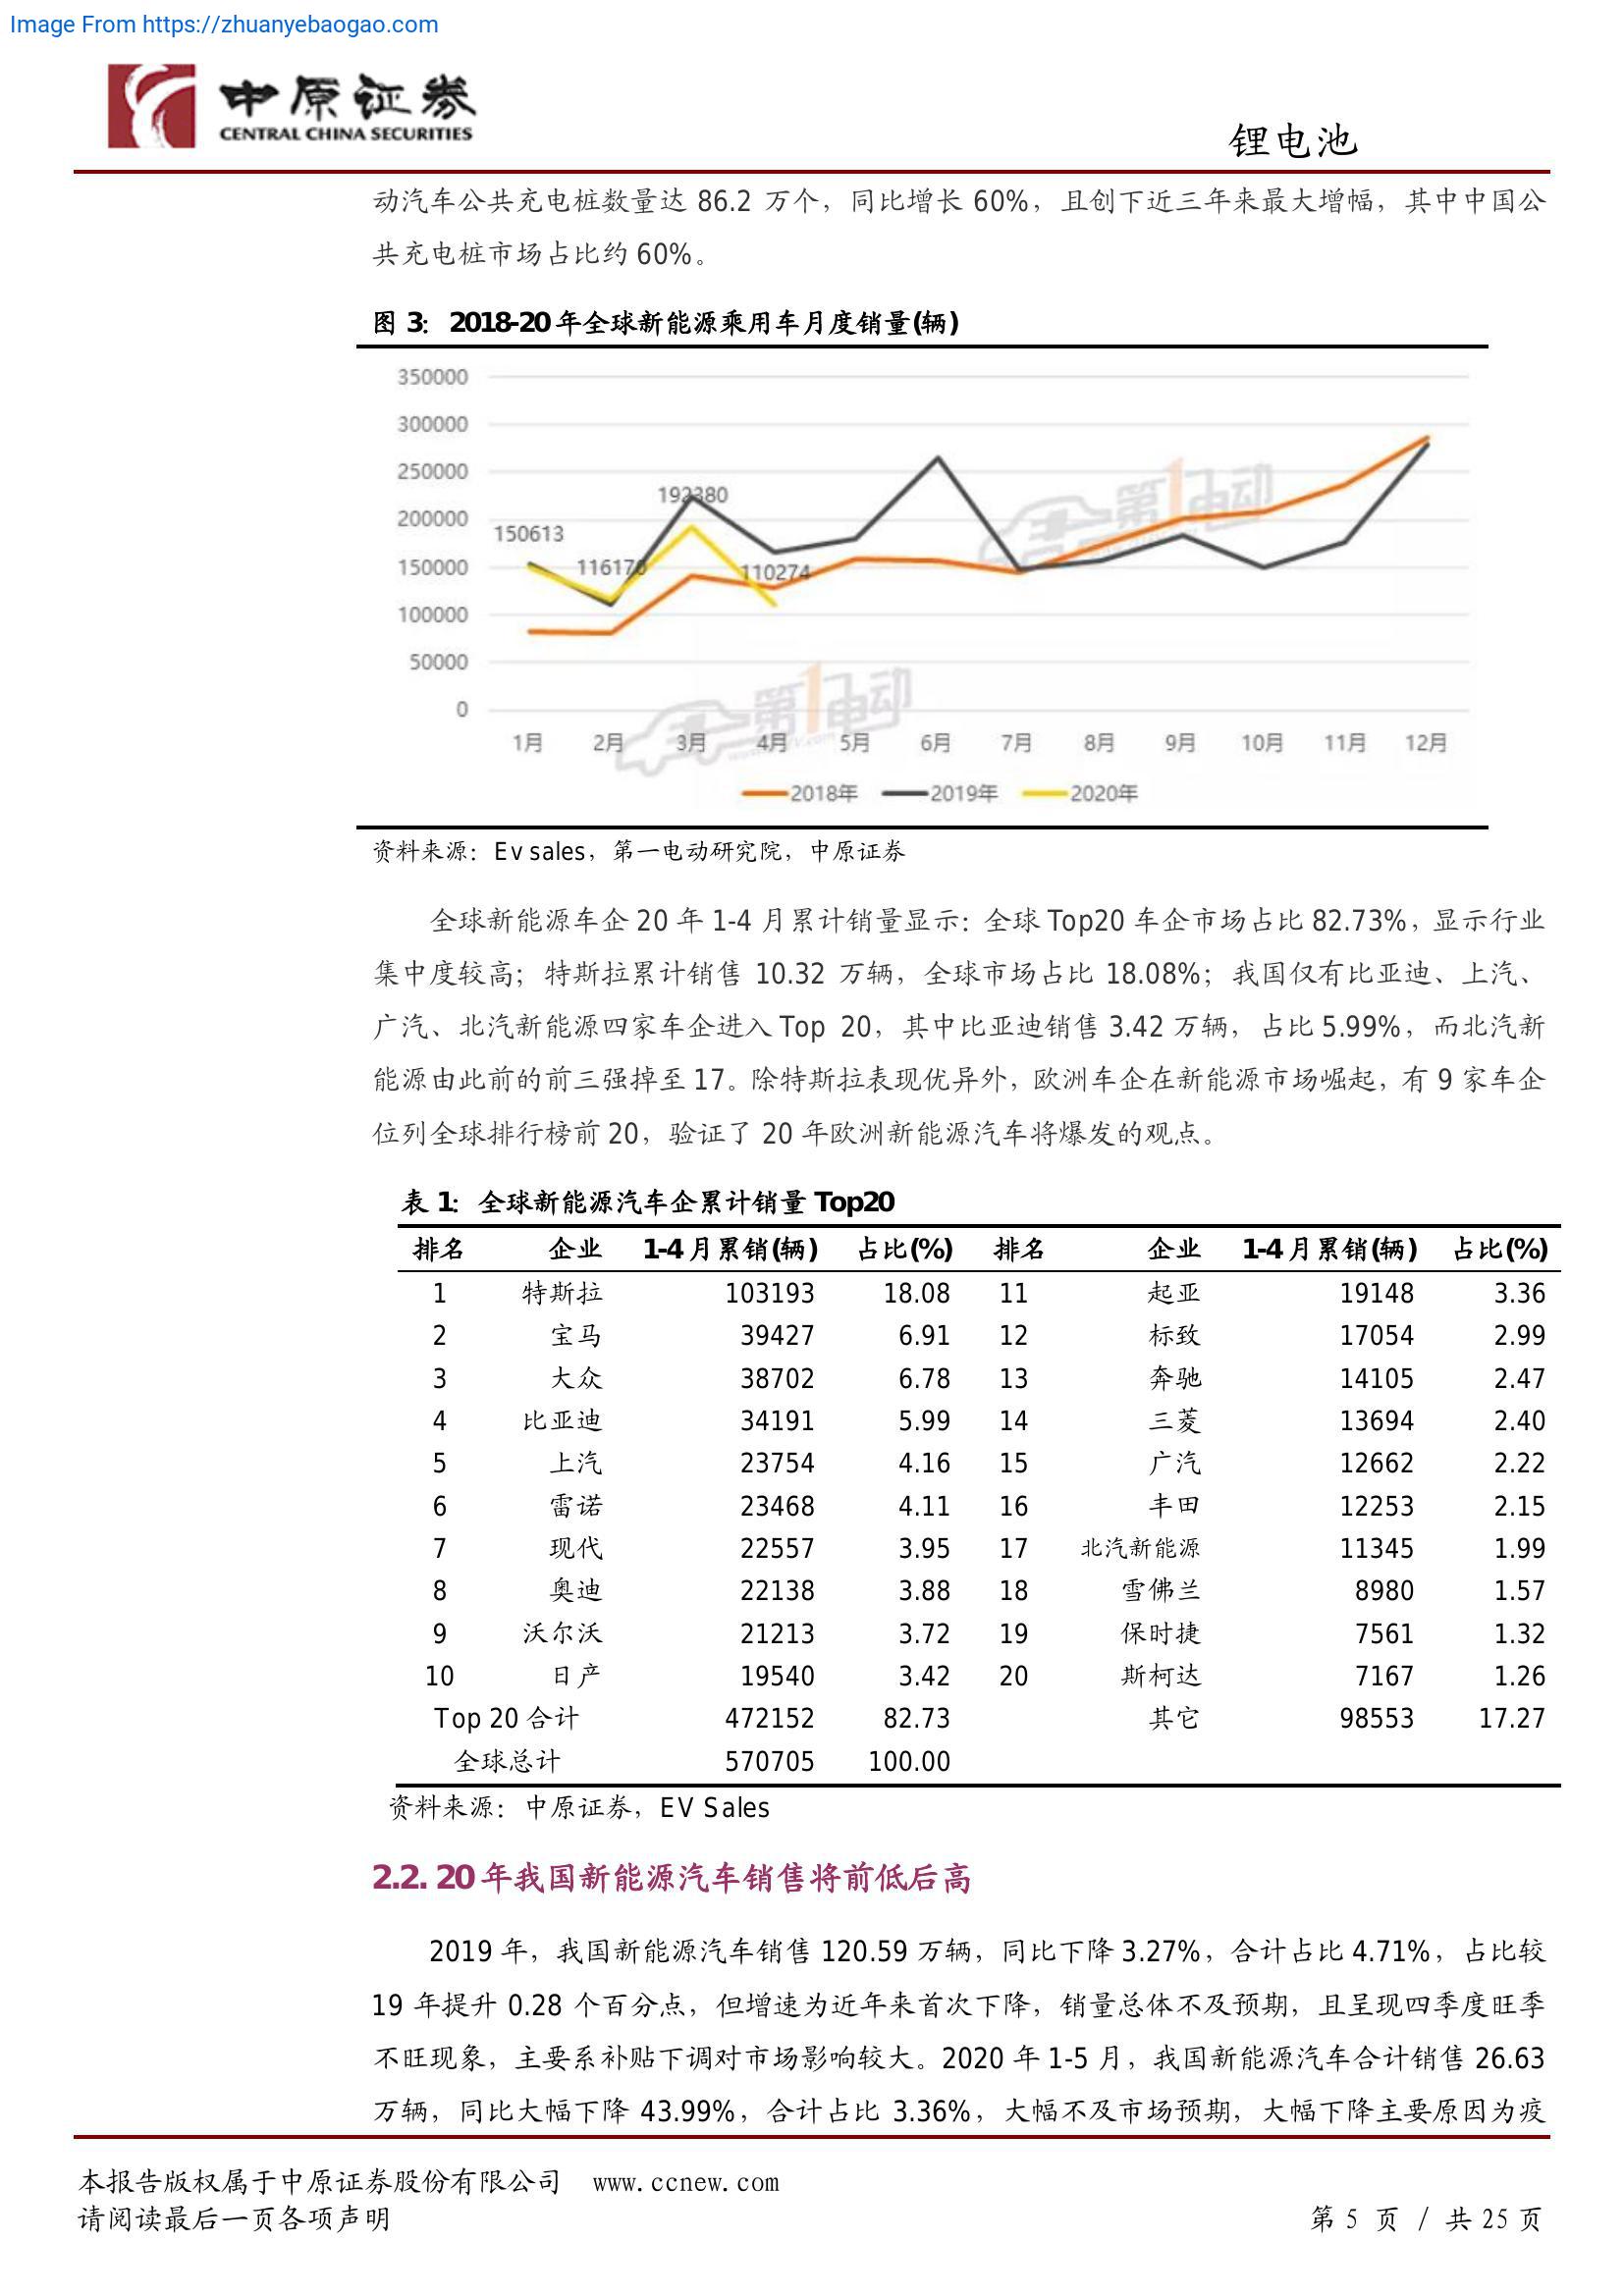 Image From https://zhuanyebaogao.com
中原证券
CENTRAL CHINA SECURITIES
锂电池
动汽车公共充电桩数量达 86.2 万个，同比增长 60%，且创下近三年来最大增幅，其中中国公
共充电桩市场占比约 60%。
图 3：2018-20 年全球新能源乘用车月度销量(辆)
350000
300000
250000
200000
150000
100000
50000
0
150613
116176
192380
110274
第1电动
第1电动
1月 2月 3月 4月 5月 6月 7月 8月 9月 10月 11月 12月
2018年 2019年 2020年
资料来源：Ev sales，第一电动研究院，中原证券
全球新能源车企 20 年 1-4 月累计销量显示：全球 Top20 车企市场占比 82.73%，显示行业
集中度较高；特斯拉累计销售 10.32 万辆，全球市场占比 18.08%；我国仅有比亚迪、上汽、
广汽、北汽新能源四家车企进入 Top 20，其中比亚迪销售 3.42 万辆，占比 5.99%，而北汽新
能源由此前的前三强掉至 17。除特斯拉表现优异外，欧洲车企在新能源市场崛起，有 9 家车企
位列全球排行榜前 20，验证了 20 年欧洲新能源汽车将爆发的观点。
表 1：全球新能源汽车企累计销量 Top20
排名 企业 1-4 月累销(辆) 占比(%) 排名 企业 1-4 月累销(辆) 占比(%)
1 特斯拉 103193 18.08 11 起亚 19148 3.36
2 宝马 39427 6.91 12 标致 17054 2.99
3 大众 38702 6.78 13 奔驰 14105 2.47
4 比亚迪 34191 5.99 14 三菱 13694 2.40
5 上汽 23754 4.16 15 广汽 12662 2.22
6 雷诺 23468 4.11 16 丰田 12253 2.15
7 现代 22557 3.95 17 北汽新能源 11345 1.99
8 奥迪 22138 3.88 18 雪佛兰 8980 1.57
9 沃尔沃 21213 3.72 19 保时捷 7561 1.32
10 日产 19540 3.42 20 斯柯达 7167 1.26
Top 20 合计 472152 82.73 其它 98553 17.27
全球总计 570705 100.00
资料来源：中原证券，EV Sales
2.2. 20 年我国新能源汽车销售将前低后高
2019 年，我国新能源汽车销售 120.59 万辆，同比下降 3.27%，合计占比 4.71%，占比较
19 年提升 0.28 个百分点，但增速为近年来首次下降，销量总体不及预期，且呈现四季度旺季
不旺现象，主要系补贴下调对市场影响较大。2020 年 1-5 月，我国新能源汽车合计销售 26.63
万辆，同比大幅下降 43.99%，合计占比 3.36%，大幅不及市场预期，大幅下降主要原因为疫
本报告版权属于中原证券股份有限公司 www.ccnew.com
请阅读最后一页各项声明
第 5 页 / 共 25 页